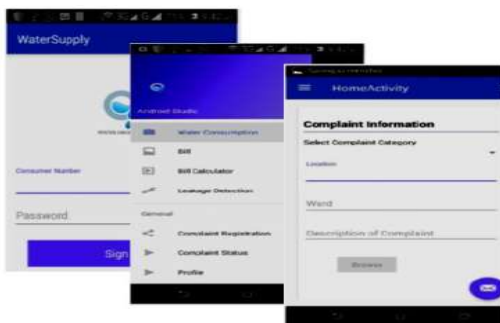 WaterSupply
Consumer Number
Password
Sign
Android Studio
Water Consumption
Bill
Bill Calculator
Leakage Detection
General
Complaint Registration
Complaint Status
Profile
HomeActivity
Complaint Information
Select Complaint Category
Location
Ward
Description of Complaint
Browse